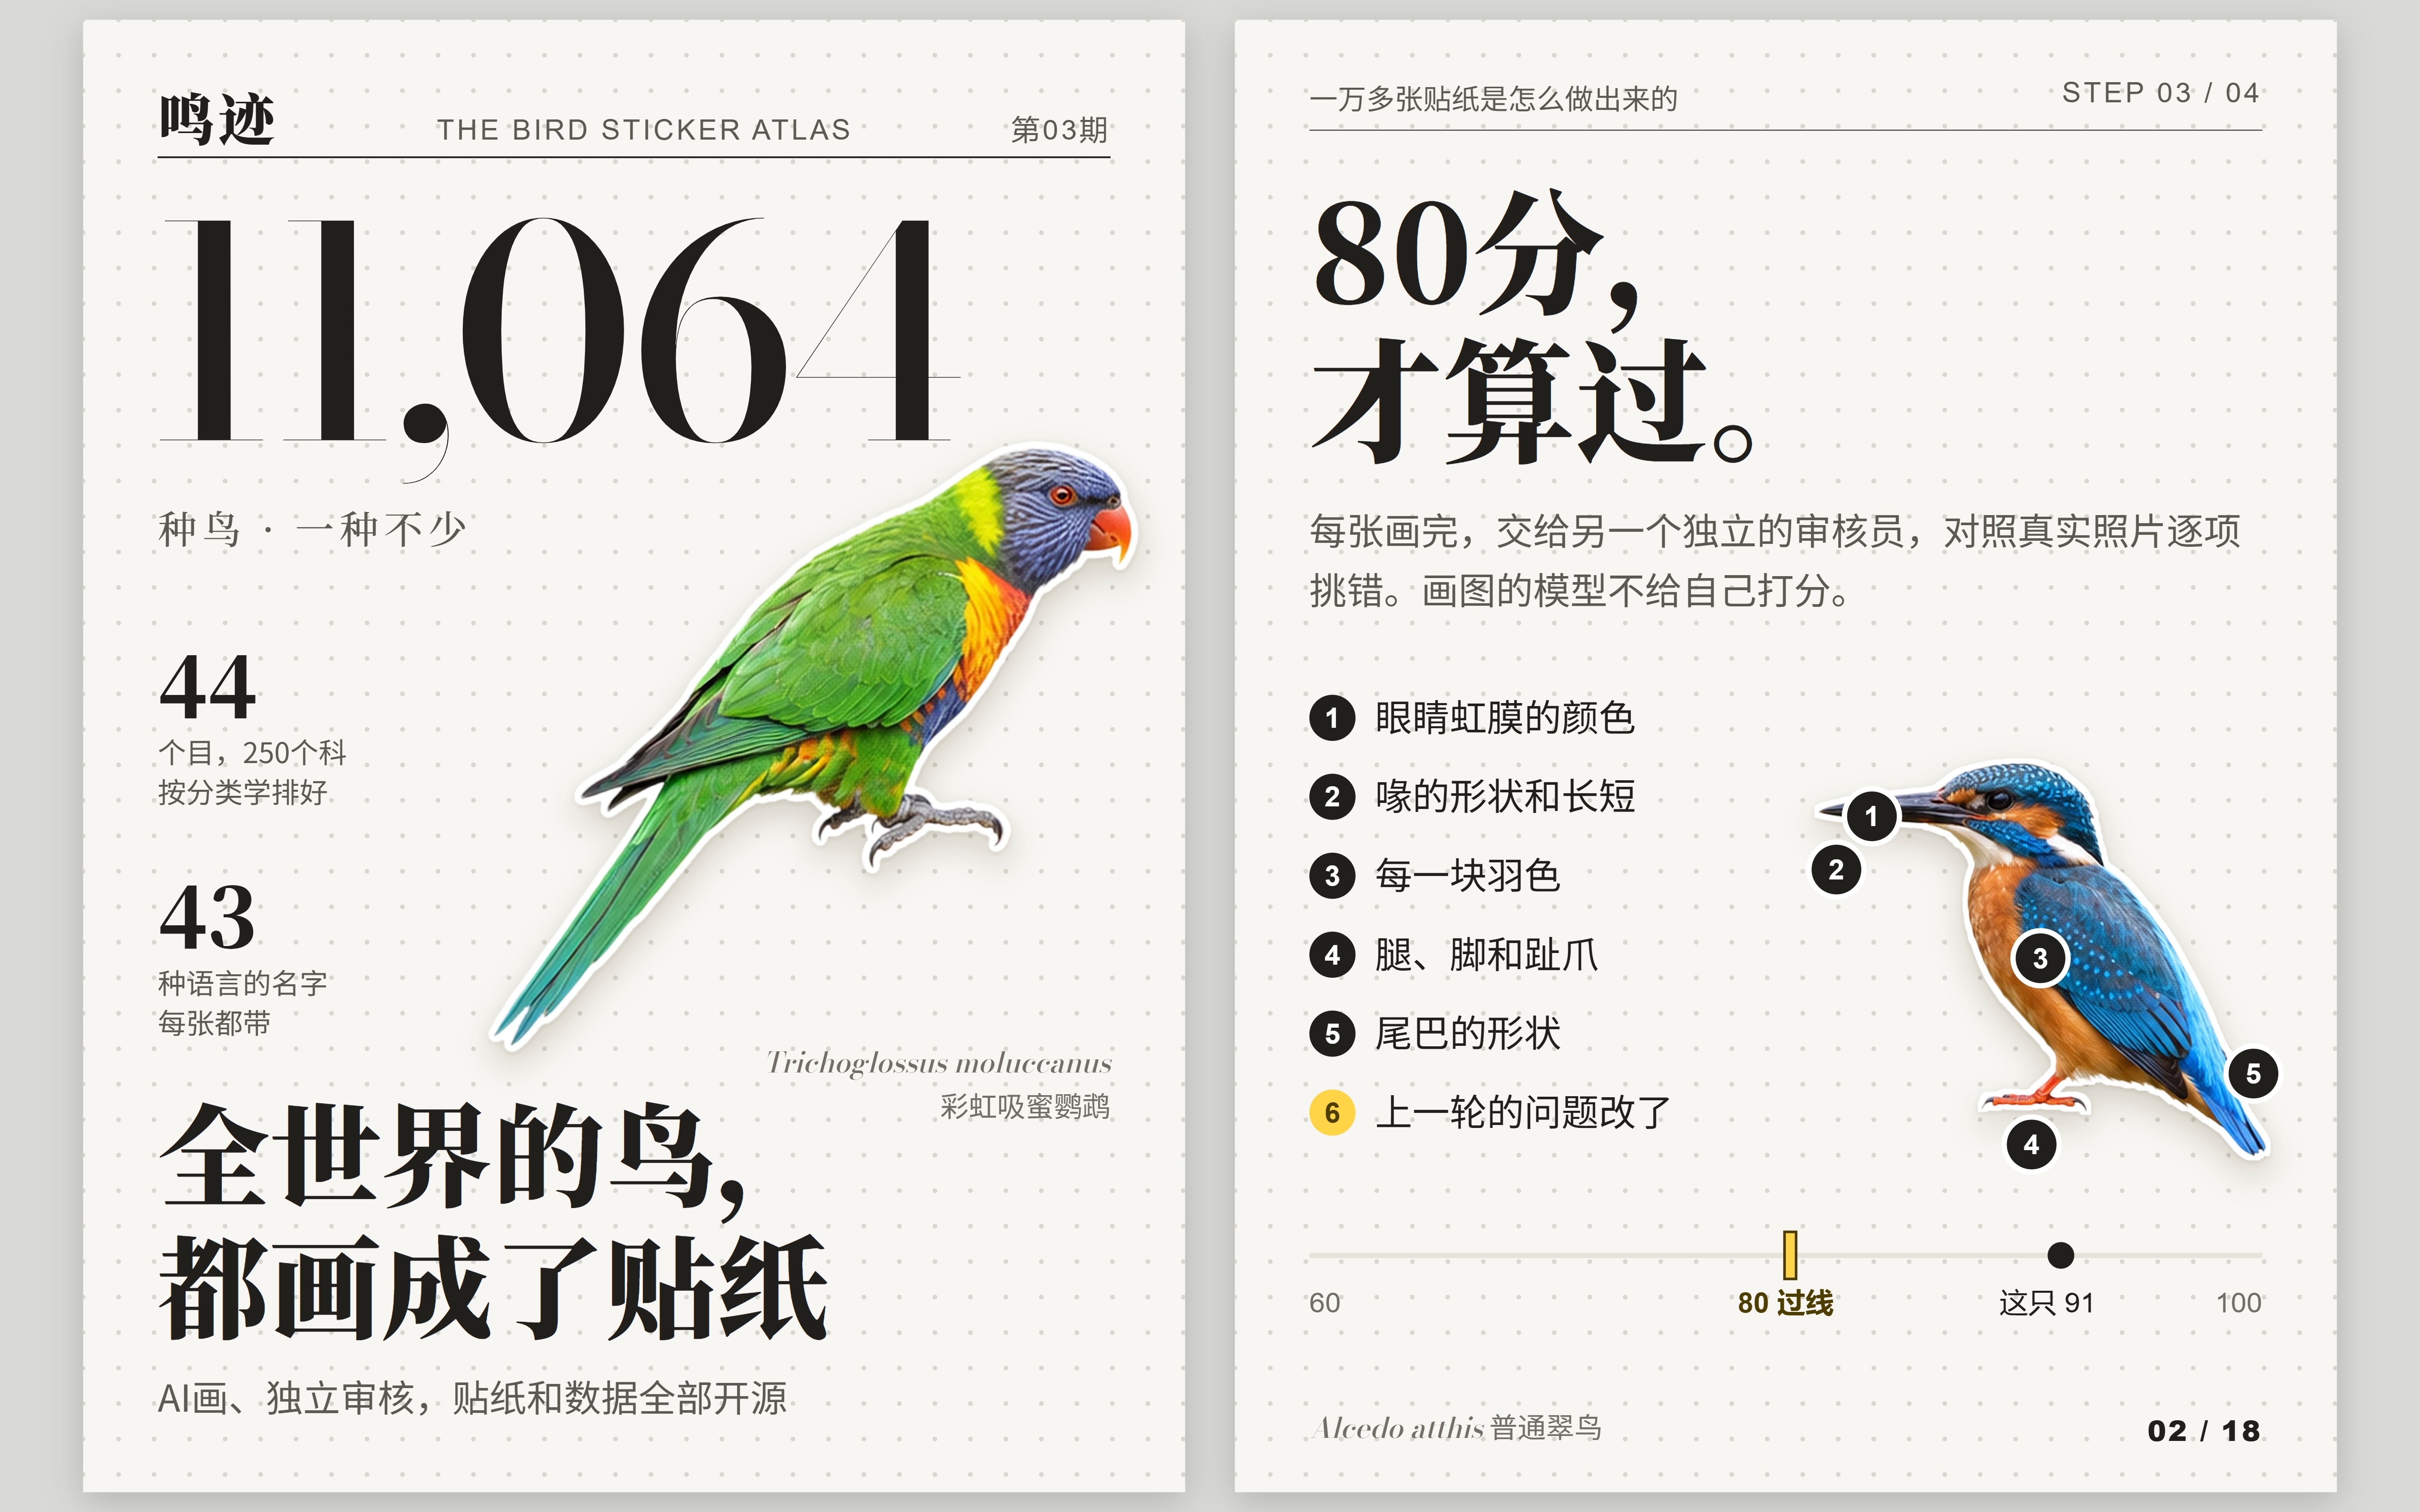 鸣迹
THE BIRD STICKER ATLAS
第03期
11,064
种鸟 · 一种不少
44
个目，250个科
按分类学排好
43
种语言的名字
每张都带
Trichoglossus moluccanus
彩虹吸蜜鹦鹉
全世界的鸟，
都画成了贴纸
AI画、独立审核，贴纸和数据全部开源
一万多张贴纸是怎么做出来的
STEP 03 / 04
80分，
才算过。
每张画完，交给另一个独立的审核员，对照真实照片逐项
挑错。画图的模型不给自己打分。
1 眼睛虹膜的颜色
2 喙的形状和长短
3 每一块羽色
4 腿、脚和趾爪
5 尾巴的形状
6 上一轮的问题改了
1
2
3
5
4
60
80 过线
这只 91
100
Alcedo atthis 普通翠鸟
02 / 18